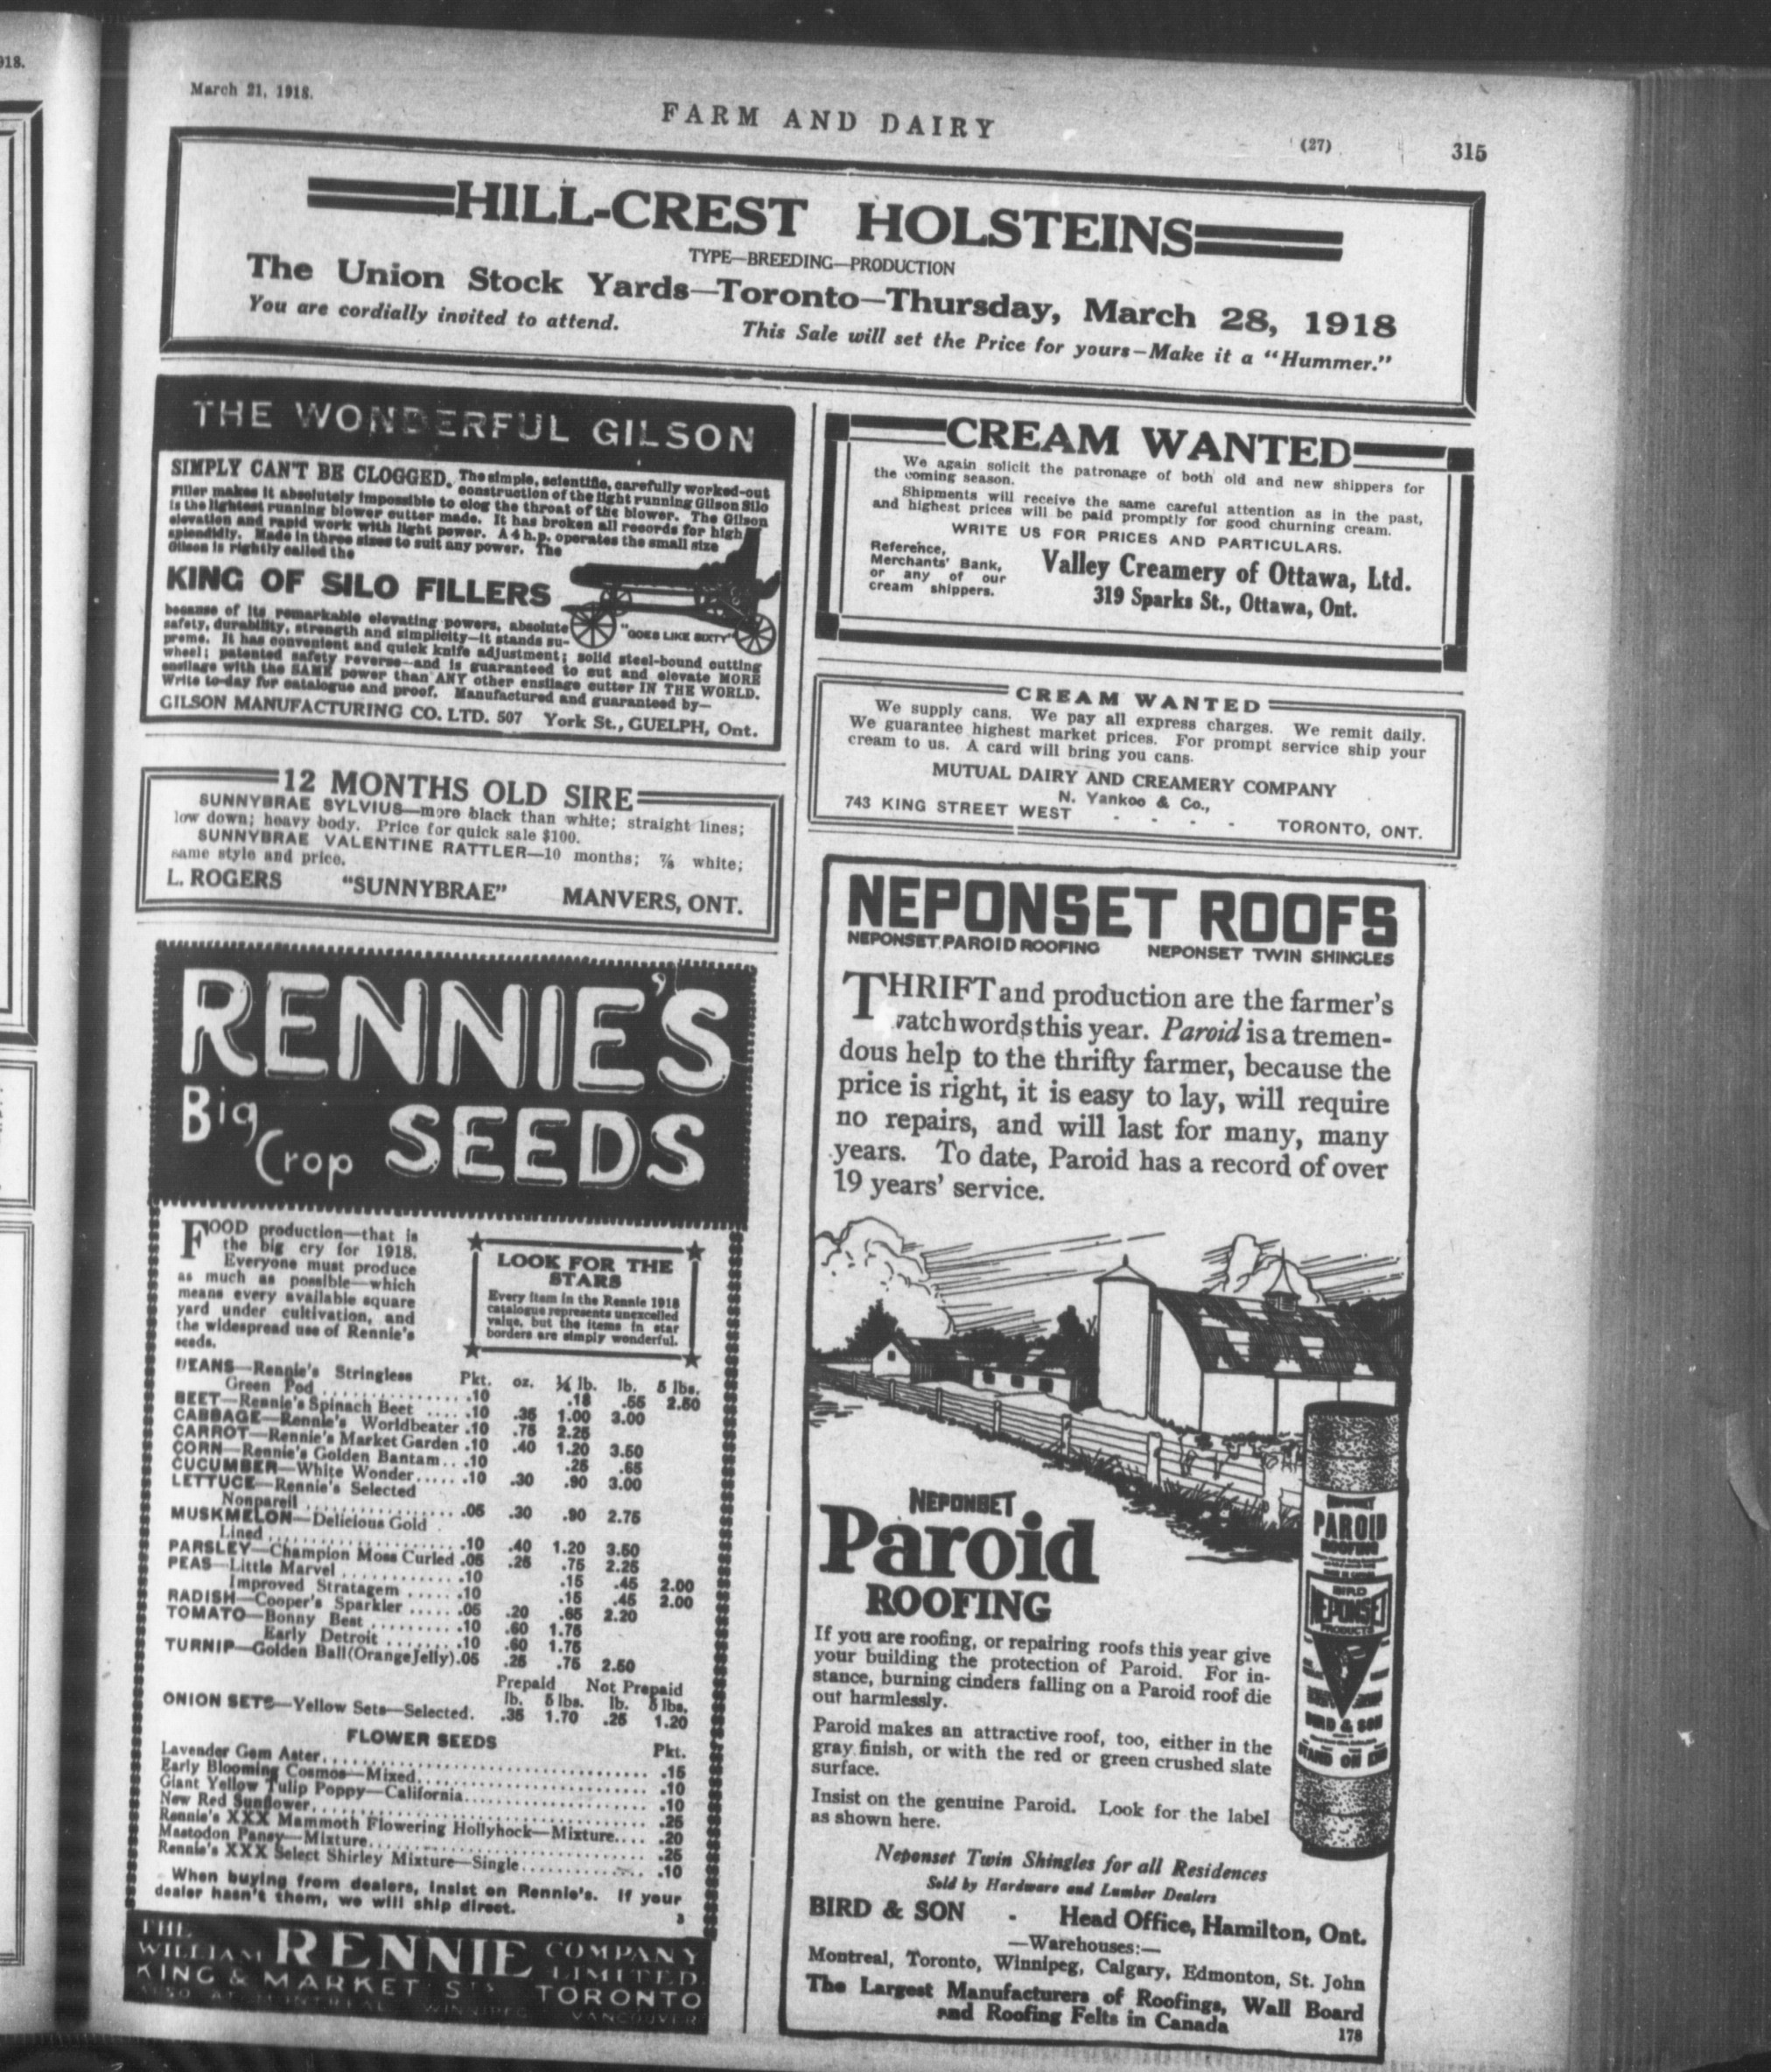 918.
March 21, 1918.
FARM AND DAIRY
(27)
315
HILL-CREST HOLSTEINS
TYPE—BREEDING—PRODUCTION
The Union Stock Yards—Toronto—Thursday, March 28, 1918
You are cordially invited to attend. This Sale will set the Price for yours—Make it a "Hummer."
THE WONDERFUL GILSON
SIMPLY CAN'T BE CLOGGED. The simple, scientific, carefully worked-out
construction of the light running Gilson Silo
Filler makes it absolutely impossible to clog the throat of the blower. The Gilson
is the lightest running blower cutter made. It has broken all records for high
elevation and rapid work with light power. A 4 h.p. operates the small size
splendidly. Made in three sizes to suit any power. The
Gilson is rightly called the
KING OF SILO FILLERS
because of its remarkable elevating powers, absolute
safety, durability, strength and simplicity—it stands su-
preme. It has convenient and quick knife adjustment; solid steel-bound cutting
wheel; patented safety reverse—and is guaranteed to cut and elevate MORE
ensilage with the SAME power than ANY other ensilage cutter IN THE WORLD.
Write to-day for catalogue and proof. Manufactured and guaranteed by—
"GOES LIKE SIXTY"
GILSON MANUFACTURING CO. LTD. 507 York St., GUELPH, Ont.
12 MONTHS OLD SIRE
SUNNYBRAE SYLVIUS—more black than white; straight lines;
low down; heavy body. Price for quick sale $100.
SUNNYBRAE VALENTINE RATTLER—10 months; ⅞ white;
same style and price.
L. ROGERS "SUNNYBRAE" MANVERS, ONT.
RENNIE'S
Big Crop SEEDS
FOOD production—that is
the big cry for 1918.
Everyone must produce
as much as possible—which
means every available square
yard under cultivation, and
the widespread use of Rennie's
seeds.
LOOK FOR THE
STARS
Every item in the Rennie 1918
catalogue represents unexcelled
value, but the items in star
borders are simply wonderful.
Pkt. oz. ¼ lb. lb. 5 lbs.
BEANS—Rennie's Stringless
Green Pod .10 .18 .55 2.50
BEET—Rennie's Spinach Beet .10 .35 1.00 3.00
CABBAGE—Rennie's Worldbeater .10 .75 2.25
CARROT—Rennie's Market Garden .10 .40 1.20 3.50
CORN—Rennie's Golden Bantam .10 .25 .65
CUCUMBER—White Wonder .10 .30 .90 3.00
LETTUCE—Rennie's Selected
Nonpareil .05 .30 .90 2.75
MUSKMELON—Delicious Gold
Lined .10 .40 1.20 3.50
PARSLEY—Champion Moss Curled .05 .25 .75 2.25
PEAS—Little Marvel .10 .15 .45 2.00
Improved Stratagem .10 .15 .45 2.00
RADISH—Cooper's Sparkler .05 .20 .65 2.20
TOMATO—Bonny Best .10 .60 1.75
Early Detroit .10 .60 1.75
TURNIP—Golden Ball (Orange Jelly) .05 .25 .75 2.50
Prepaid Not Prepaid
lb. 5 lbs. lb. 5 lbs.
ONION SETS—Yellow Sets—Selected. .35 1.70 .25 1.20
FLOWER SEEDS
Pkt.
Lavender Gem Aster .15
Early Blooming Cosmos—Mixed .10
Giant Yellow Tulip Poppy—California .10
New Red Sunflower .25
Rennie's XXX Mammoth Flowering Hollyhock—Mixture .20
Mastodon Pansy—Mixture .25
Rennie's XXX Select Shirley Mixture—Single .10
When buying from dealers, insist on Rennie's. If your
dealer hasn't them, we will ship direct.
3
THE
WILLIAM RENNIE COMPANY
LIMITED
KING & MARKET STS TORONTO
ALSO AT MONTREAL WINNIPEG VANCOUVER
CREAM WANTED
We again solicit the patronage of both old and new shippers for
the coming season.
Shipments will receive the same careful attention as in the past,
and highest prices will be paid promptly for good churning cream.
WRITE US FOR PRICES AND PARTICULARS.
Reference,
Merchants' Bank,
or any of our
cream shippers.
Valley Creamery of Ottawa, Ltd.
319 Sparks St., Ottawa, Ont.
CREAM WANTED
We supply cans. We pay all express charges. We remit daily.
We guarantee highest market prices. For prompt service ship your
cream to us. A card will bring you cans.
MUTUAL DAIRY AND CREAMERY COMPANY
N. Yankoo & Co.,
743 KING STREET WEST - - - - TORONTO, ONT.
NEPONSET ROOFS
NEPONSET PAROID ROOFING NEPONSET TWIN SHINGLES
THRIFT and production are the farmer's
watchwords this year. Paroid is a tremen-
dous help to the thrifty farmer, because the
price is right, it is easy to lay, will require
no repairs, and will last for many, many
years. To date, Paroid has a record of over
19 years' service.
NEPONSET
Paroid
ROOFING
NEPONSET
PAROID
ROOFING
BIRD
NEPONSET
PRODUCTS
BIRD & SON
STAND ON END
If you are roofing, or repairing roofs this year give
your building the protection of Paroid. For in-
stance, burning cinders falling on a Paroid roof die
out harmlessly.
Paroid makes an attractive roof, too, either in the
gray finish, or with the red or green crushed slate
surface.
Insist on the genuine Paroid. Look for the label
as shown here.
Neponset Twin Shingles for all Residences
Sold by Hardware and Lumber Dealers
BIRD & SON - Head Office, Hamilton, Ont.
—Warehouses:—
Montreal, Toronto, Winnipeg, Calgary, Edmonton, St. John
The Largest Manufacturers of Roofings, Wall Board
and Roofing Felts in Canada
178